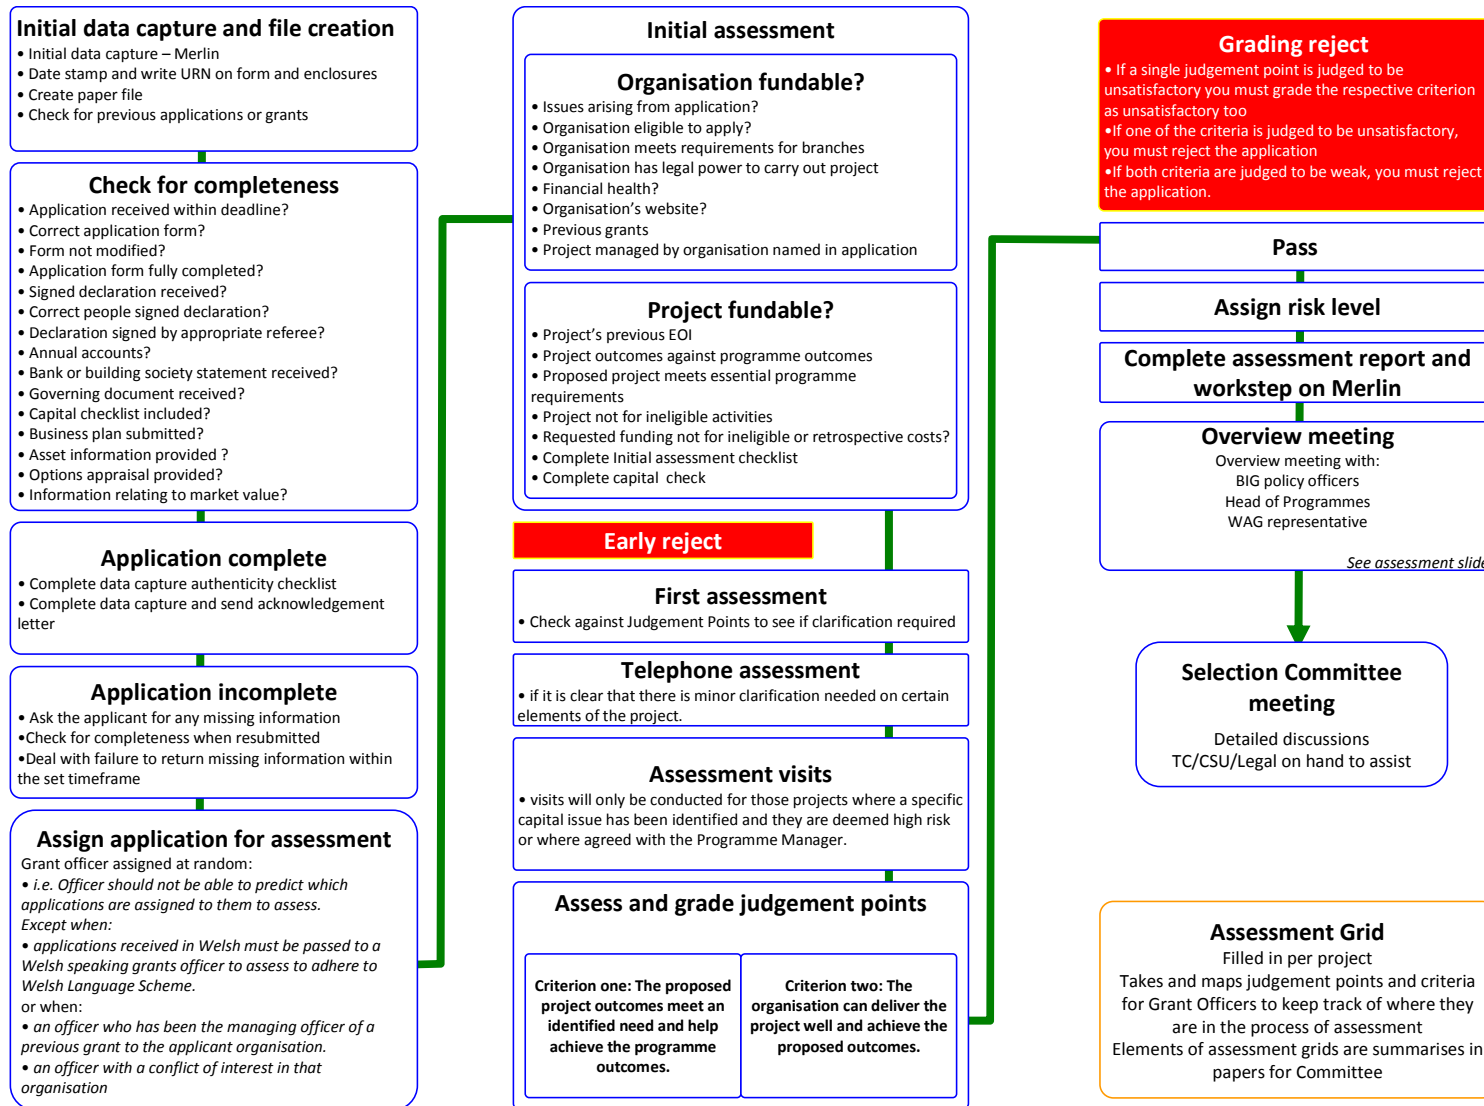 Initial data capture and file creation
• Initial data capture – Merlin
• Date stamp and write URN on form and enclosures
• Create paper file
• Check for previous applications or grants
Check for completeness
• Application received within deadline?
• Correct application form?
• Form not modified?
• Application form fully completed?
• Signed declaration received?
• Correct people signed declaration?
• Declaration signed by appropriate referee?
• Annual accounts?
• Bank or building society statement received?
• Governing document received?
• Capital checklist included?
• Business plan submitted?
• Asset information provided ?
• Options appraisal provided?
• Information relating to market value?
Application complete
• Complete data capture authenticity checklist
• Complete data capture and send acknowledgement
letter
Application incomplete
• Ask the applicant for any missing information
•Check for completeness when resubmitted
•Deal with failure to return missing information within
the set timeframe
Assign application for assessment
Grant officer assigned at random:
• i.e. Officer should not be able to predict which
applications are assigned to them to assess.
Except when:
• applications received in Welsh must be passed to a
Welsh speaking grants officer to assess to adhere to
Welsh Language Scheme.
or when:
• an officer who has been the managing officer of a
previous grant to the applicant organisation.
• an officer with a conflict of interest in that
organisation
Initial assessment
Organisation fundable?
• Issues arising from application?
• Organisation eligible to apply?
• Organisation meets requirements for branches
• Organisation has legal power to carry out project
• Financial health?
• Organisation's website?
• Previous grants
• Project managed by organisation named in application
Project fundable?
• Project's previous EOI
• Project outcomes against programme outcomes
• Proposed project meets essential programme
requirements
• Project not for ineligible activities
• Requested funding not for ineligible or retrospective costs?
• Complete Initial assessment checklist
• Complete capital  check
Early reject
First assessment
• Check against Judgement Points to see if clarification required
Telephone assessment
• if it is clear that there is minor clarification needed on certain
elements of the project.
Assessment visits
• visits will only be conducted for those projects where a specific
capital issue has been identified and they are deemed high risk
or where agreed with the Programme Manager.
Assess and grade judgement points
Criterion one: The proposed
project outcomes meet an
identified need and help
achieve the programme
outcomes.
Criterion two: The
organisation can deliver the
project well and achieve the
proposed outcomes.
Grading reject
• If a single judgement point is judged to be
unsatisfactory you must grade the respective criterion
as unsatisfactory too
•If one of the criteria is judged to be unsatisfactory,
you must reject the application
•If both criteria are judged to be weak, you must reject
the application.
Pass
Assign risk level
Complete assessment report and
workstep on Merlin
Overview meeting
Overview meeting with:
BIG policy officers
Head of Programmes
WAG representative
See assessment slide
Selection Committee
meeting
Detailed discussions
TC/CSU/Legal on hand to assist
Assessment Grid
Filled in per project
Takes and maps judgement points and criteria
for Grant Officers to keep track of where they
are in the process of assessment
Elements of assessment grids are summarises in
papers for Committee